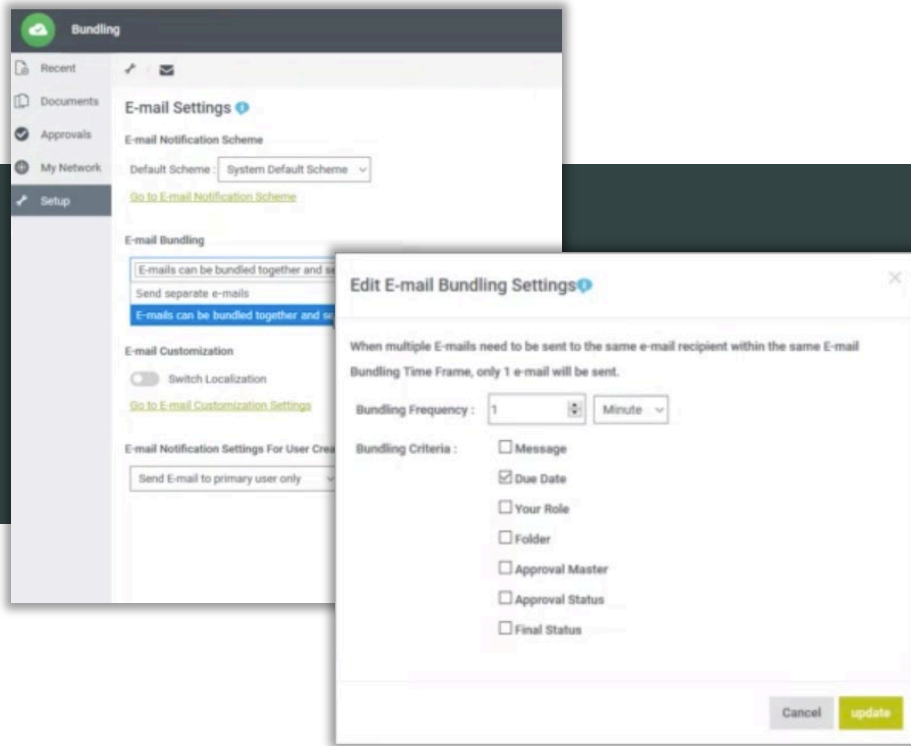 Bundling
Recent
Documents
Approvals
My Network
Setup
E-mail Settings
E-mail Notification Scheme
Default Scheme : System Default Scheme
Go to E-mail Notification Scheme
E-mail Bundling
E-mails can be bundled together and se
Send separate e-mails
E-mails can be bundled together and se
E-mail Customization
Switch Localization
Go to E-mail Customization Settings
E-mail Notification Settings For User Crea
Send E-mail to primary user only
Edit E-mail Bundling Settings
When multiple E-mails need to be sent to the same e-mail recipient within the same E-mail
Bundling Time Frame, only 1 e-mail will be sent.
Bundling Frequency : 1 Minute
Bundling Criteria : Message
Due Date
Your Role
Folder
Approval Master
Approval Status
Final Status
Cancel update